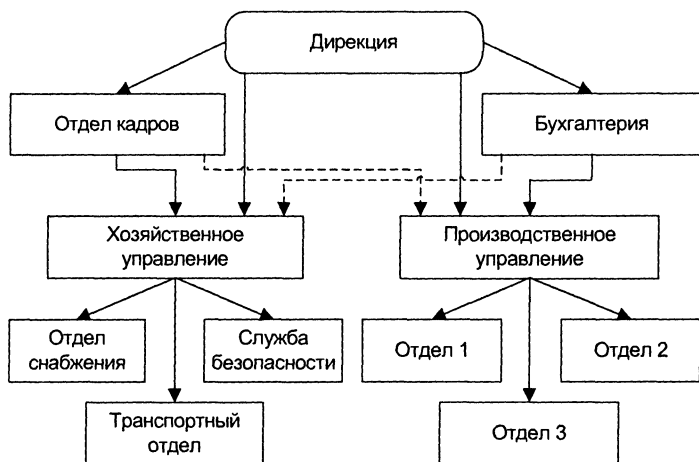 Дирекция
Отдел кадров
Бухгалтерия
Хозяйственное
управление
Производственное
управление
Отдел
снабжения
Служба
безопасности
Отдел 1
Отдел 2
Транспортный
отдел
Отдел 3